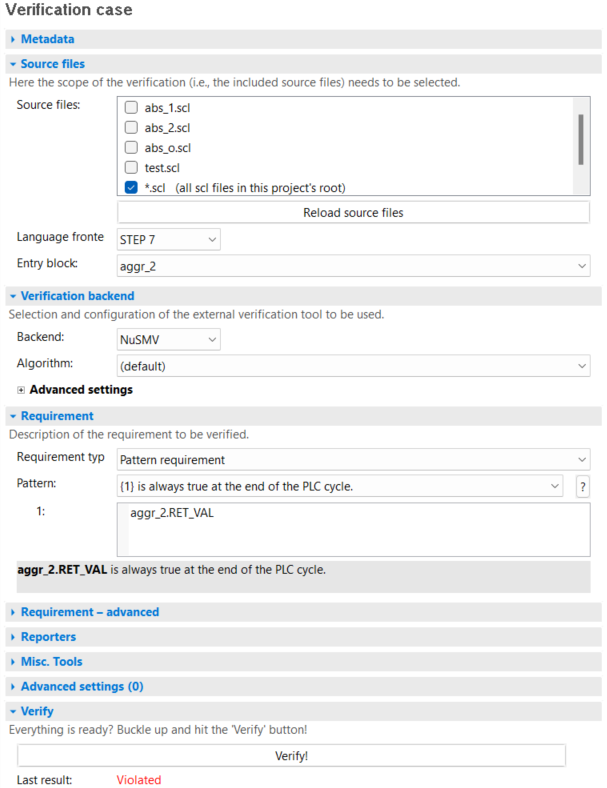 Verification case
Metadata
Source files
Here the scope of the verification (i.e., the included source files) needs to be selected.
Source files:
abs_1.scl
abs_2.scl
abs_o.scl
test.scl
*.scl (all scl files in this project's root)
Reload source files
Language fronte
STEP 7
Entry block:
aggr_2
Verification backend
Selection and configuration of the external verification tool to be used.
Backend:
NuSMV
Algorithm:
(default)
Advanced settings
Requirement
Description of the requirement to be verified.
Requirement typ
Pattern requirement
Pattern:
{1} is always true at the end of the PLC cycle.
?
1:
aggr_2.RET_VAL
aggr_2.RET_VAL is always true at the end of the PLC cycle.
Requirement – advanced
Reporters
Misc. Tools
Advanced settings (0)
Verify
Everything is ready? Buckle up and hit the 'Verify' button!
Verify!
Last result:
Violated